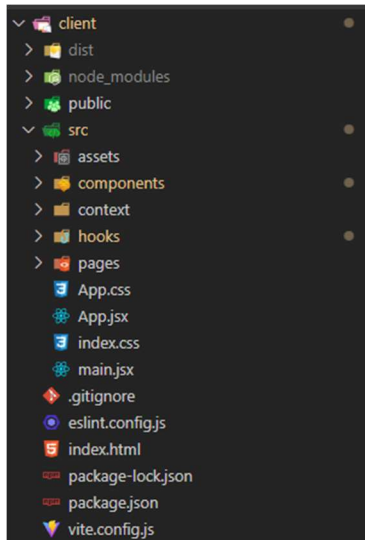 client
dist
node_modules
public
src
assets
components
context
hooks
pages
App.css
App.jsx
index.css
main.jsx
.gitignore
eslint.config.js
index.html
package-lock.json
package.json
vite.config.js